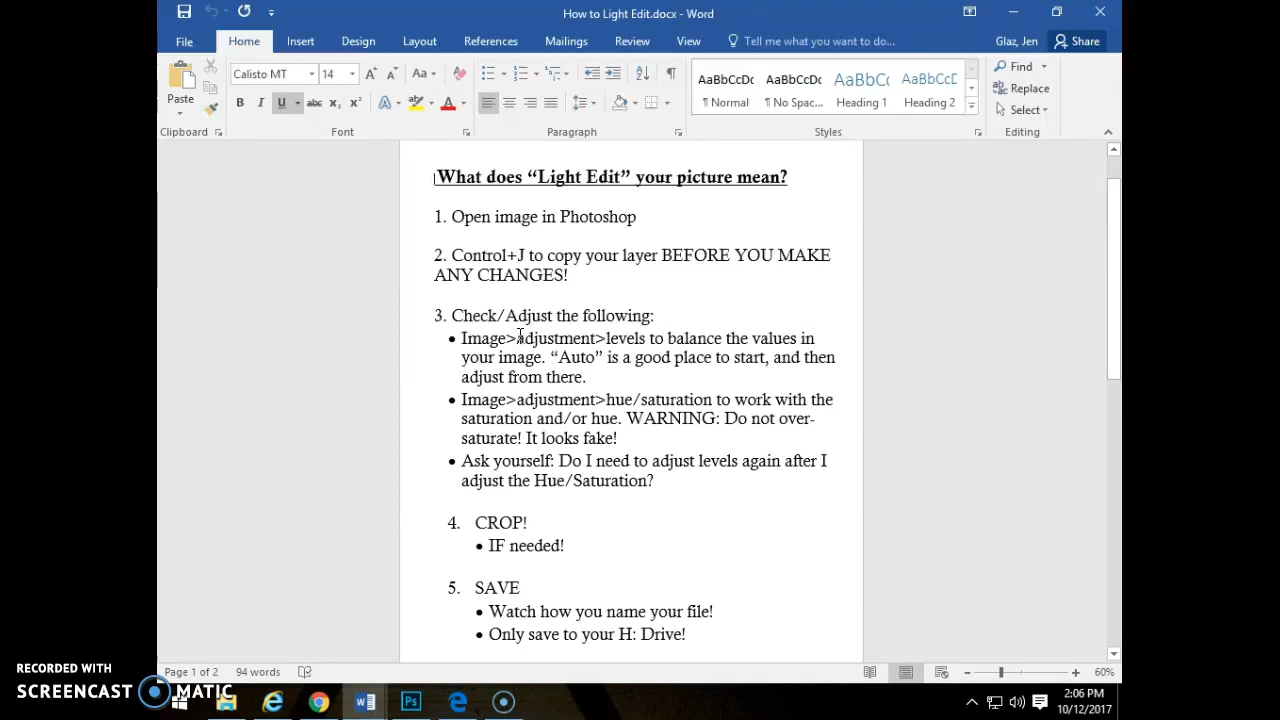 How to Light Edit.docx - Word
File Home Insert Design Layout References Mailings Review View Tell me what you want to do... Glaz, Jen Share
Paste
Calisto MT 14 Aa
abc
Clipboard Font Paragraph Styles Editing
AaBbCcDc AaBbCcDc AaBbCc AaBbCcD
¶ Normal ¶ No Spac... Heading 1 Heading 2
Find
Replace
Select
What does “Light Edit” your picture mean?
1. Open image in Photoshop
2. Control+J to copy your layer BEFORE YOU MAKE
ANY CHANGES!
3. Check/Adjust the following:
• Image>adjustment>levels to balance the values in
your image. “Auto” is a good place to start, and then
adjust from there.
• Image>adjustment>hue/saturation to work with the
saturation and/or hue. WARNING: Do not over-
saturate! It looks fake!
• Ask yourself: Do I need to adjust levels again after I
adjust the Hue/Saturation?
4. CROP!
• IF needed!
5. SAVE
• Watch how you name your file!
• Only save to your H: Drive!
Page 1 of 2 94 words 60%
RECORDED WITH
SCREENCAST MATIC
2:06 PM
10/12/2017